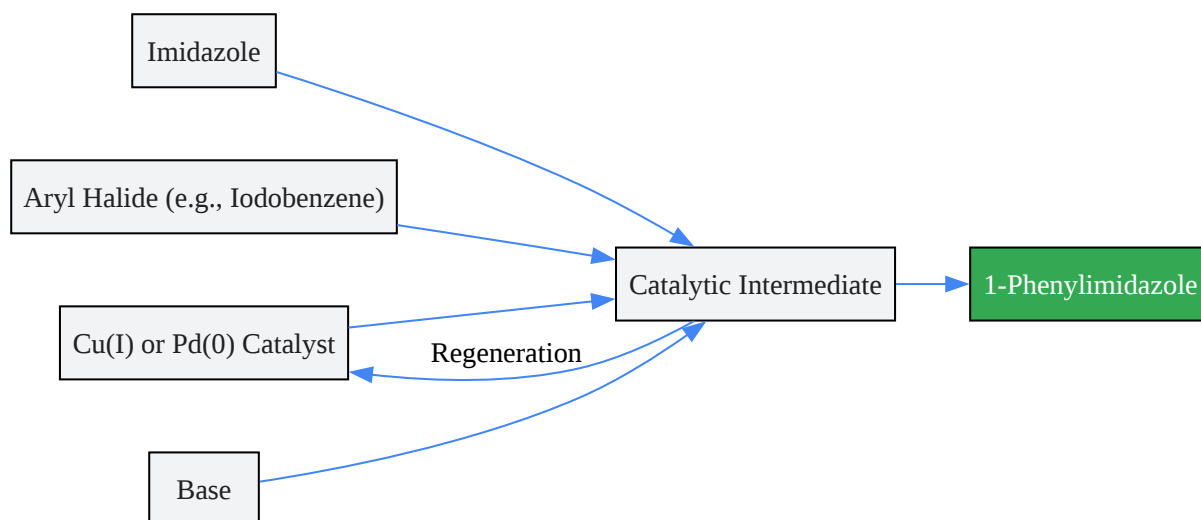 Imidazole
Aryl Halide (e.g., Iodobenzene)
Catalytic Intermediate
1-Phenylimidazole
Cu(I) or Pd(0) Catalyst
Regeneration
Base